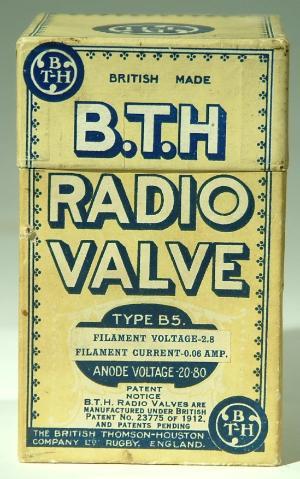 B
T·H
BRITISH MADE
B.T.H
RADIO
VALVE
TYPE B5.
FILAMENT VOLTAGE-2.8
FILAMENT CURRENT-0.06 AMP.
ANODE VOLTAGE-20-80
PATENT
NOTICE
B.T.H. RADIO VALVES ARE
MANUFACTURED UNDER BRITISH
PATENT NO. 23775 OF 1912,
AND PATENTS PENDING
THE BRITISH THOMSON-HOUSTON
COMPANY LTD RUGBY, ENGLAND.
B
T·H